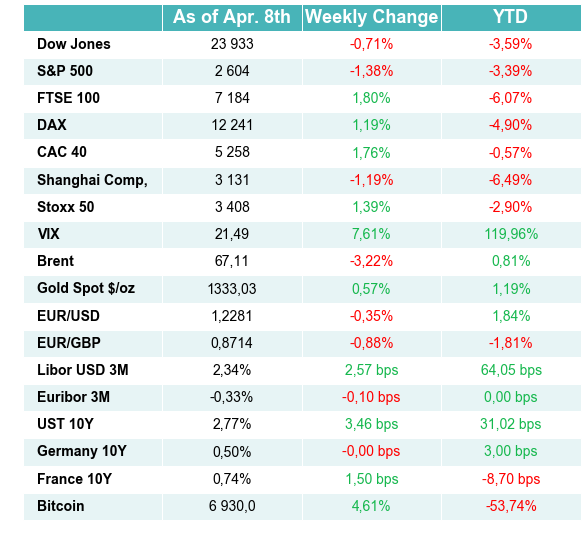 As of Apr. 8th Weekly Change YTD
Dow Jones 23 933 -0,71% -3,59%
S&P 500 2 604 -1,38% -3,39%
FTSE 100 7 184 1,80% -6,07%
DAX 12 241 1,19% -4,90%
CAC 40 5 258 1,76% -0,57%
Shanghai Comp, 3 131 -1,19% -6,49%
Stoxx 50 3 408 1,39% -2,90%
VIX 21,49 7,61% 119,96%
Brent 67,11 -3,22% 0,81%
Gold Spot $/oz 1333,03 0,57% 1,19%
EUR/USD 1,2281 -0,35% 1,84%
EUR/GBP 0,8714 -0,88% -1,81%
Libor USD 3M 2,34% 2,57 bps 64,05 bps
Euribor 3M -0,33% -0,10 bps 0,00 bps
UST 10Y 2,77% 3,46 bps 31,02 bps
Germany 10Y 0,50% -0,00 bps 3,00 bps
France 10Y 0,74% 1,50 bps -8,70 bps
Bitcoin 6 930,0 4,61% -53,74%